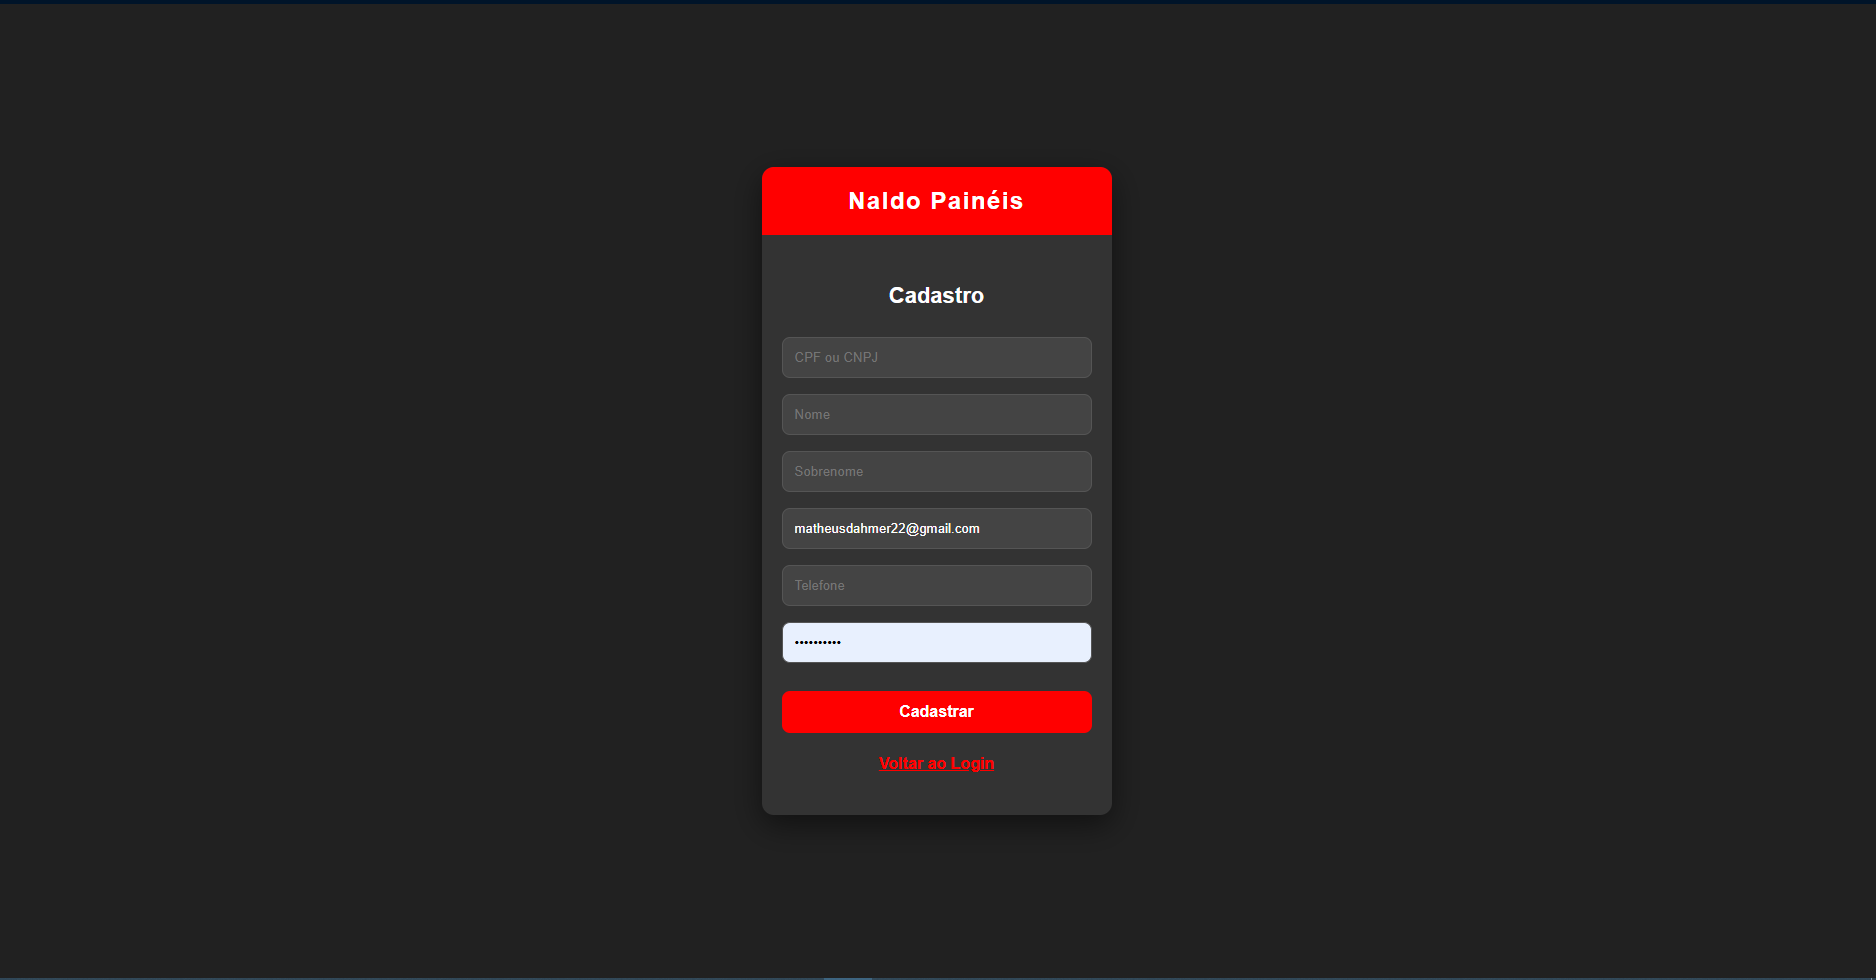 Naldo Painéis
Cadastro
CPF ou CNPJ
Nome
Sobrenome
matheusdahmer22@gmail.com
Telefone
••••••••••
Cadastrar
Voltar ao Login